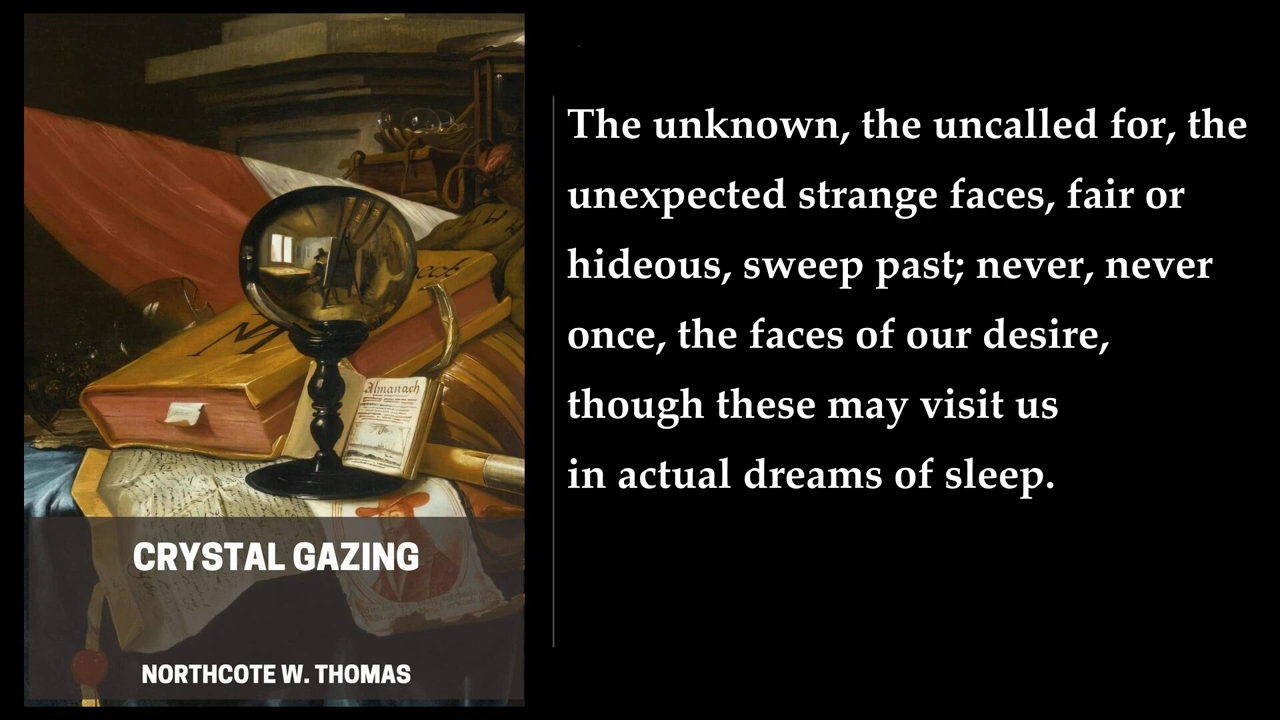 The unknown, the uncalled for, the
unexpected strange faces, fair or
hideous, sweep past; never, never
once, the faces of our desire,
though these may visit us
in actual dreams of sleep.
M
Almanach
CRYSTAL GAZING
NORTHCOTE W. THOMAS